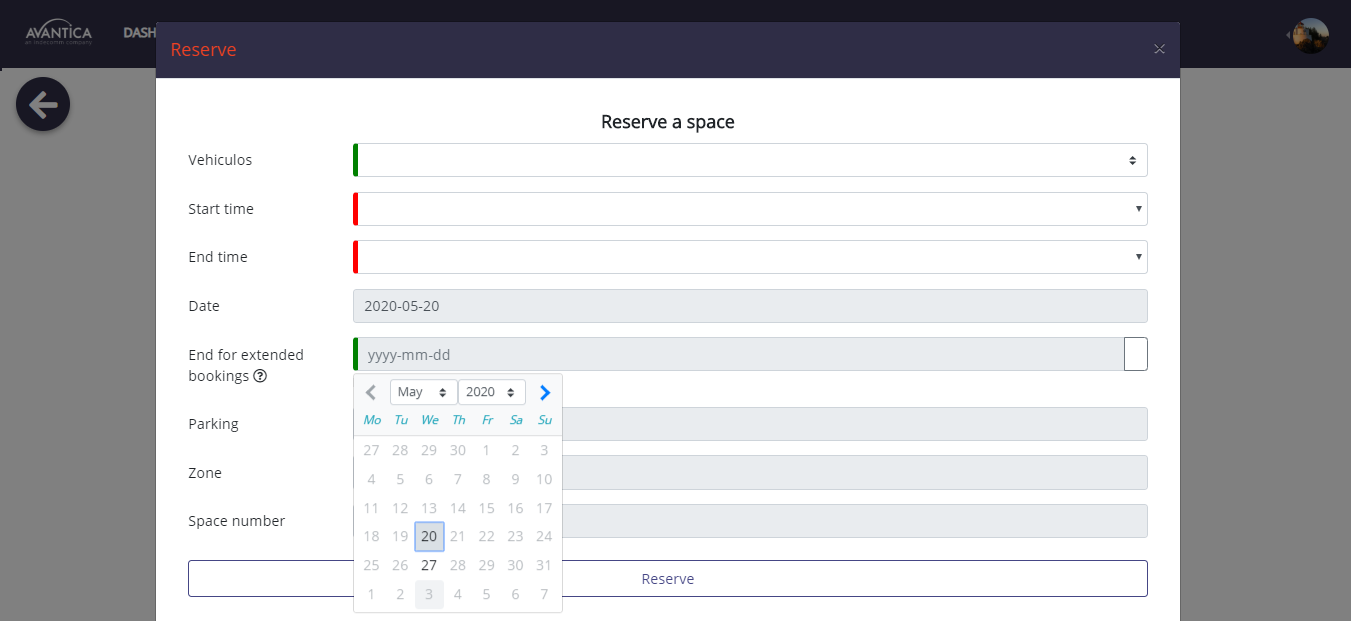 AVANTICA
DASH
Reserve
×
Reserve a space
Vehiculos
Start time
End time
Date
2020-05-20
End for extended
bookings ?
yyyy-mm-dd
May 2020
Mo Tu We Th Fr Sa Su
27 28 29 30 1 2 3
4 5 6 7 8 9 10
11 12 13 14 15 16 17
18 19 20 21 22 23 24
25 26 27 28 29 30 31
1 2 3 4 5 6 7
Parking
Zone
Space number
Reserve